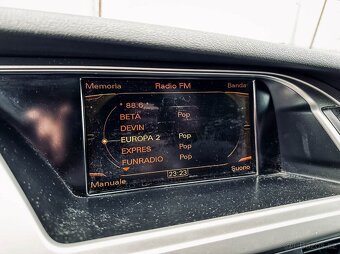 Memoria Radio FM Banda
* 88.6
BETA Pop
DEVIN
EUROPA 2 Pop
EXPRES Pop
FUNRADIO Pop
Manuale 23:23 Suono